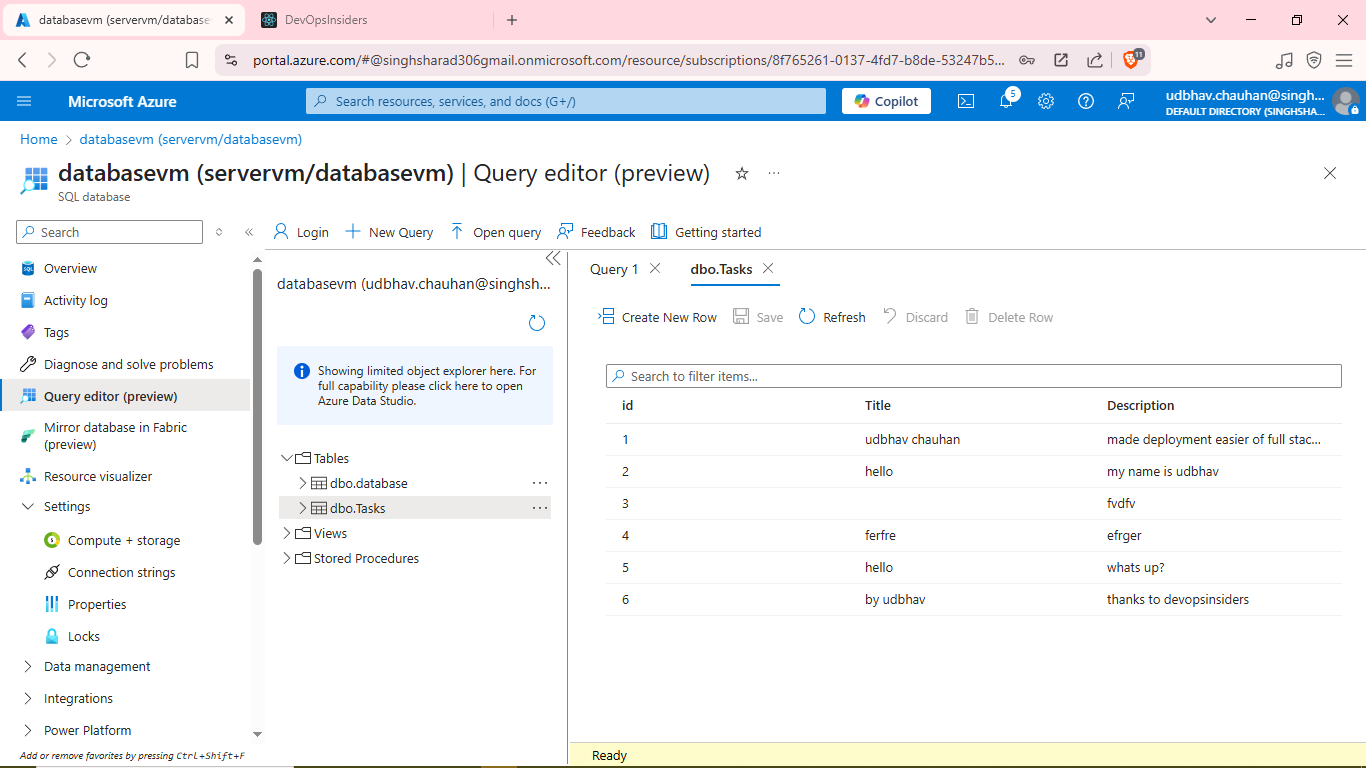 databasevm (servervm/database
DevOpsInsiders
portal.azure.com/#@singhsharad306gmail.onmicrosoft.com/resource/subscriptions/8f765261-0137-4fd7-b8de-53247b5...
11
Microsoft Azure
Search resources, services, and docs (G+/)
Copilot
5
udbhav.chauhan@singh...
DEFAULT DIRECTORY (SINGHSHA...
Home
databasevm (servervm/databasevm)
databasevm (servervm/databasevm) | Query editor (preview)
...
SQL database
Search
Login
New Query
Open query
Feedback
Getting started
Overview
Activity log
Tags
Diagnose and solve problems
Query editor (preview)
Mirror database in Fabric
(preview)
Resource visualizer
Settings
Compute + storage
Connection strings
Properties
Locks
Data management
Integrations
Power Platform
Add or remove favorites by pressing Ctrl+Shift+F
databasevm (udbhav.chauhan@singhsh...
Showing limited object explorer here. For
full capability please click here to open
Azure Data Studio.
Tables
dbo.database
...
dbo.Tasks
...
Views
Stored Procedures
Query 1
dbo.Tasks
Create New Row
Save
Refresh
Discard
Delete Row
Search to filter items...
id Title Description
1 udbhav chauhan made deployment easier of full stac...
2 hello my name is udbhav
3 fvdfv
4 ferfre efrger
5 hello whats up?
6 by udbhav thanks to devopsinsiders
Ready